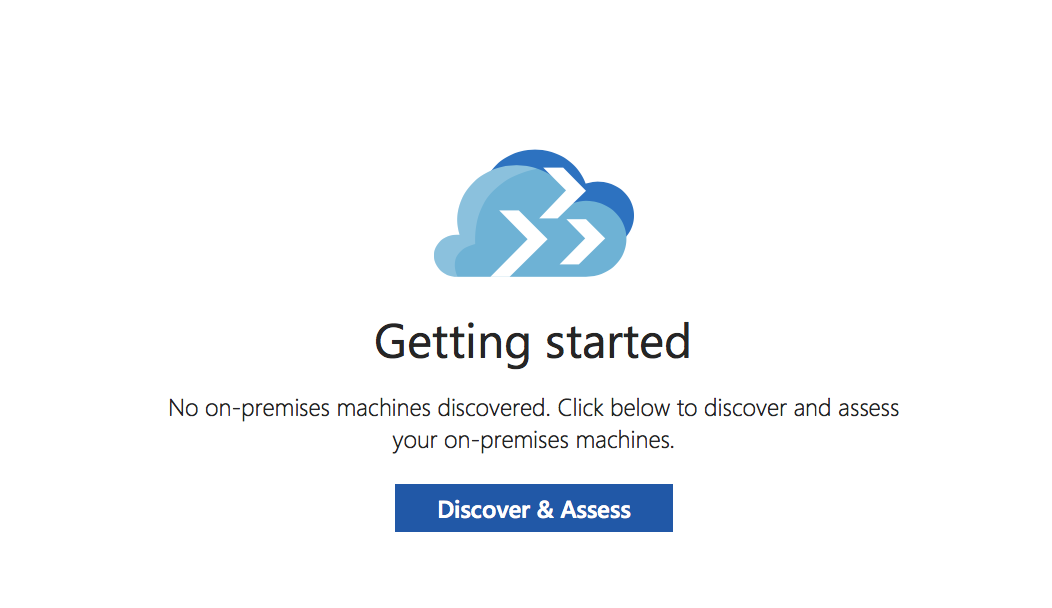 Getting started
No on-premises machines discovered. Click below to discover and assess
your on-premises machines.
Discover & Assess